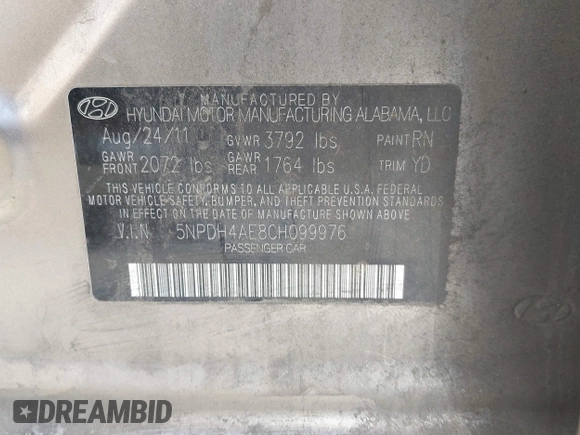 MANUFACTURED BY
HYUNDAI MOTOR MANUFACTURING ALABAMA, LLC
Aug/24/11 GVWR 3792 lbs PAINT RN
GAWR FRONT 2072 lbs GAWR REAR 1764 lbs TRIM YD
THIS VEHICLE CONFORMS TO ALL APPLICABLE U.S.A. FEDERAL
MOTOR VEHICLE SAFETY, BUMPER, AND THEFT PREVENTION
STANDARDS IN EFFECT ON THE DATE OF MANUFACTURE
SHOWN ABOVE
V.I.N 5NPDH4AE8CH099976
PASSENGER CAR
DREAMBID